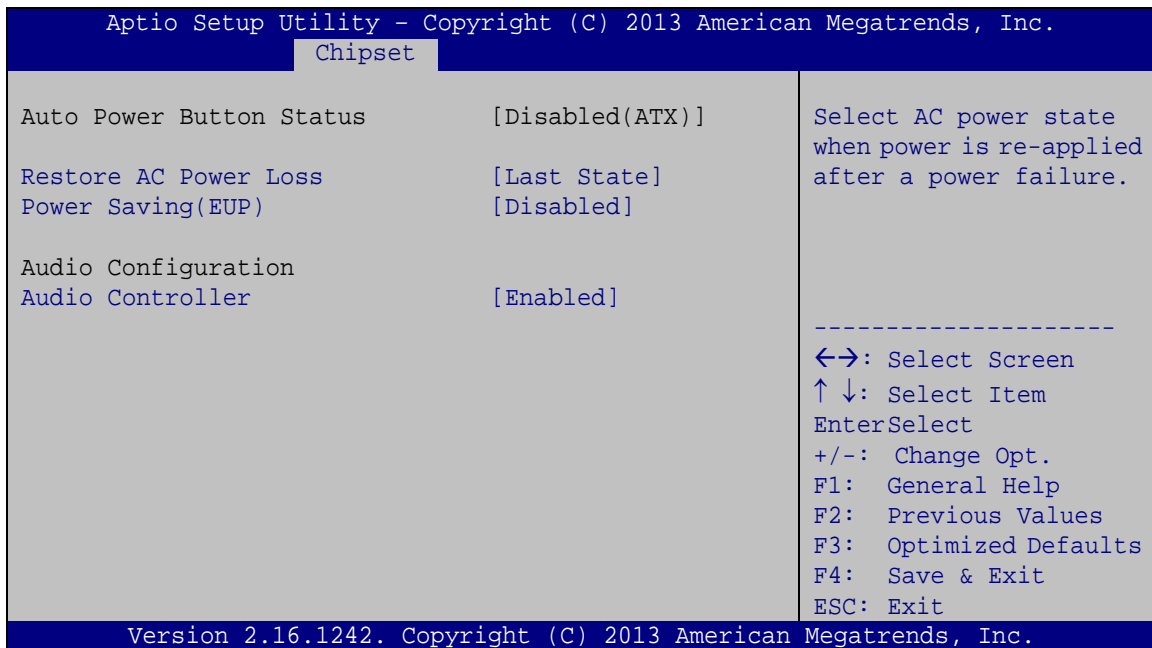 Aptio Setup Utility – Copyright (C) 2013 American Megatrends, Inc.
Chipset
Auto Power Button Status [Disabled(ATX)]
Restore AC Power Loss [Last State]
Power Saving(EUP) [Disabled]
Audio Configuration
Audio Controller [Enabled]
Select AC power state
when power is re-applied
after a power failure.
---------------------
←→: Select Screen
↑ ↓: Select Item
EnterSelect
+/-: Change Opt.
F1: General Help
F2: Previous Values
F3: Optimized Defaults
F4: Save & Exit
ESC: Exit
Version 2.16.1242. Copyright (C) 2013 American Megatrends, Inc.